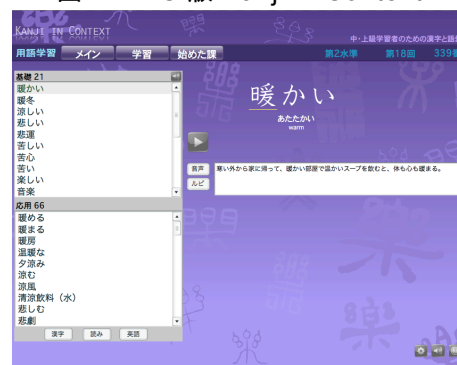 KANJI IN CONTEXT
中・上級学習者のための漢字と語
用語学習 メイン 学習 始めた課 第2水準 第18回 339
基礎 21
暖かい
暖冬
涼しい
悲しい
悲運
苦しい
苦心
苦い
楽しい
音楽
暖かい
あたたかい
warm
音声
ルビ
寒い外から家に帰って、暖かい部屋で温かいスープを飲むと、体も心も暖まる。
応用 66
暖める
暖まる
暖房
温暖な
夕涼み
涼む
涼風
清涼飲料（水）
悲しむ
悲劇
漢字 読み 英語